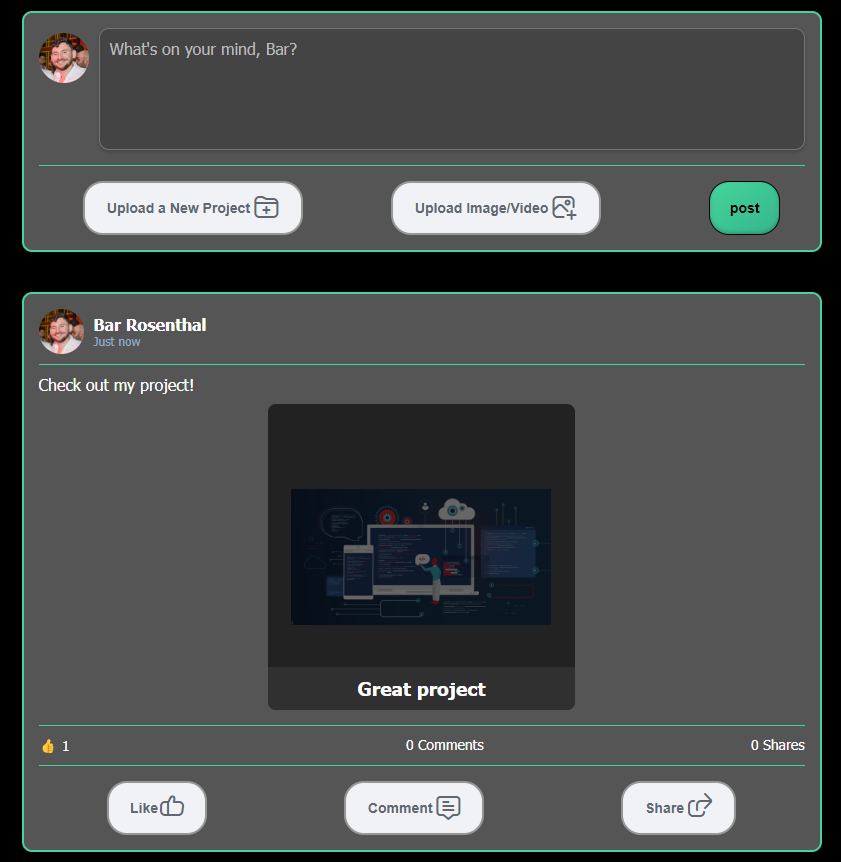 What's on your mind, Bar?
Upload a New Project
Upload Image/Video
post
Bar Rosenthal
Just now
Check out my project!
Great project
👍 1
0 Comments
0 Shares
Like
Comment
Share